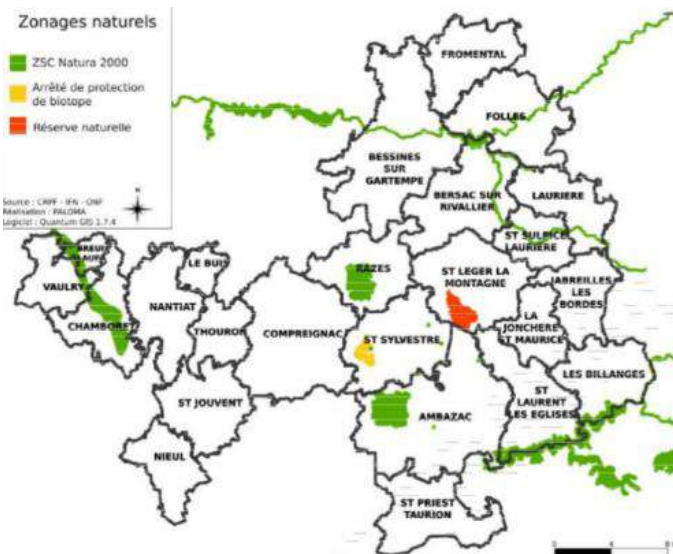 Zonages naturels
ZSC Natura 2000
Arrêté de protection
de biotope
Réserve naturelle
Source : CRPF - IFN - ONF
Réalisation : PALOMA
Logiciel : Quantum GIS 1.7.4
N
FROMENTAL
FOLLES
BESSINES
SUR
GARTEMPE
BERSAC SUR
RIVALLIER
LAURIERE
ST SULPICE
LAURIERE
LE BUIS
RAZES
ST LEGER LA
MONTAGNE
JABREILLES
LES
BORDES
VAULRY
NANTIAT
CHAMBORET
THOURON
COMPREIGNAC
ST SYLVESTRE
LA
JONCHERE
ST MAURICE
LES BILLANGES
ST JOUVENT
AMBAZAC
ST
LAURENT
LES EGLISES
NIEUL
ST PRIEST
TAURION
0